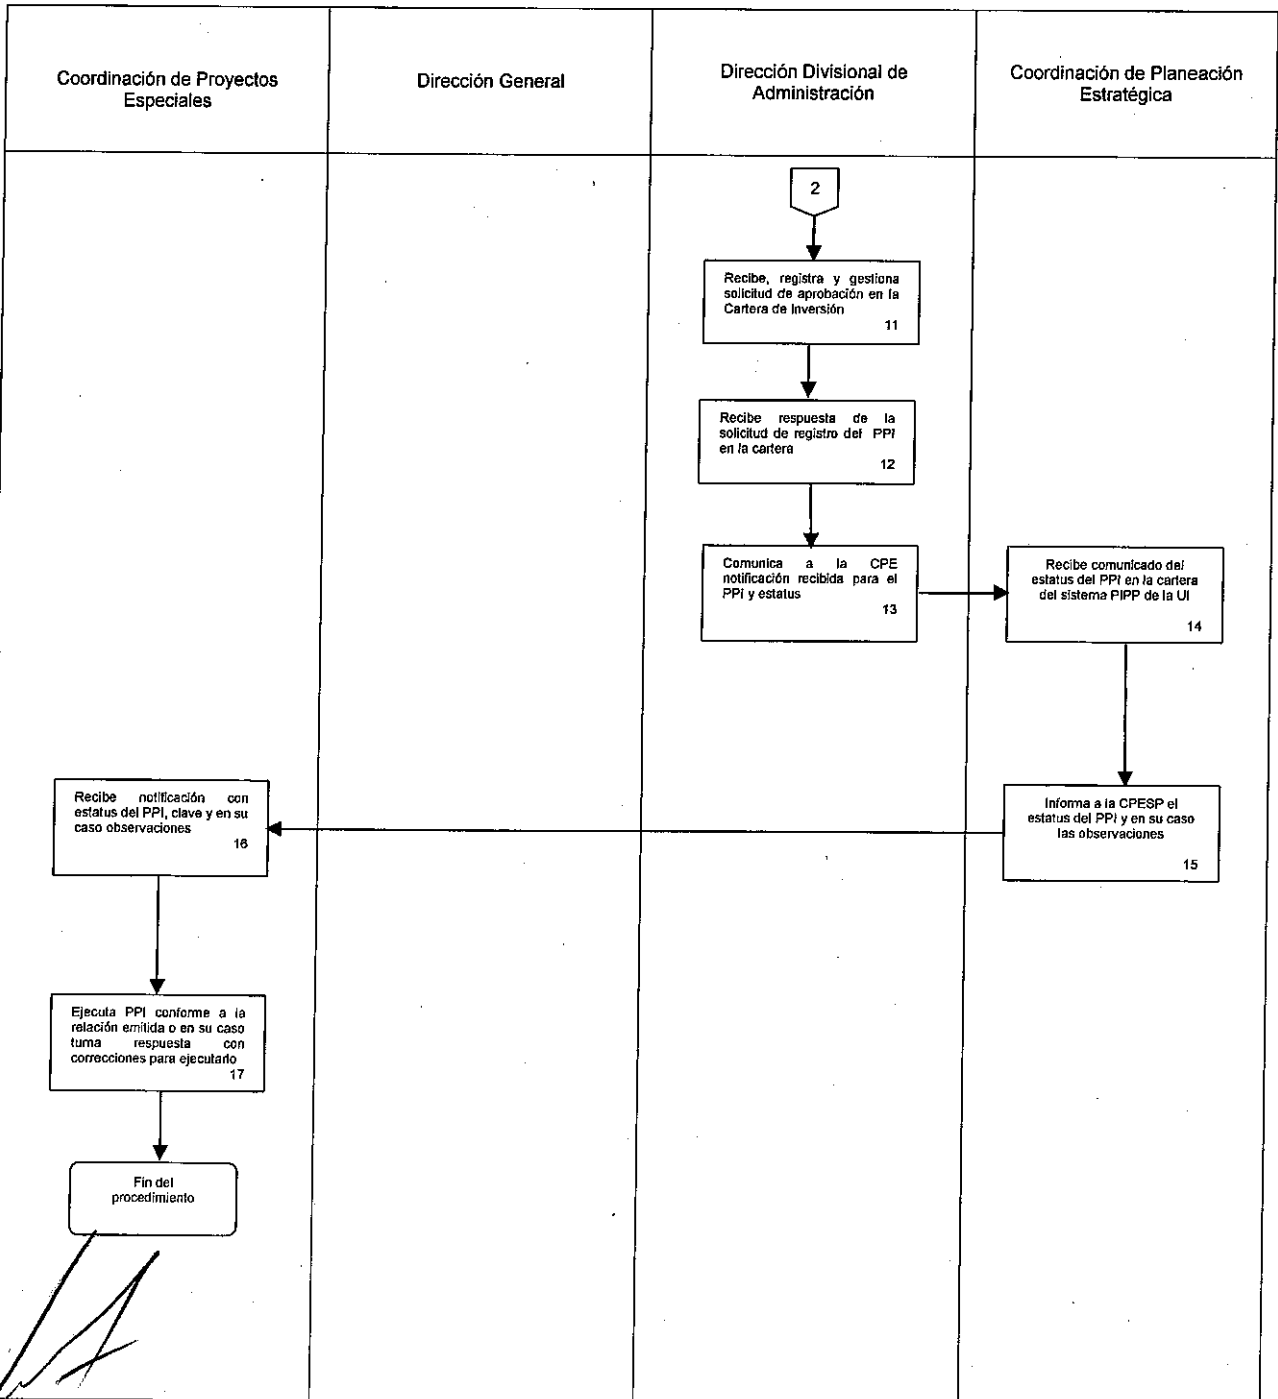 Coordinación de Proyectos
Especiales
Dirección General
Dirección Divisional de
Administración
Coordinación de Planeación
Estratégica
2
Recibe, registra y gestiona
solicitud de aprobación en la
Cartera de Inversión
11
Recibe respuesta de la
solicitud de registro del PPI
en la cartera
12
Comunica a la CPE
notificación recibida para el
PPI y estatus
13
Recibe comunicado del
estatus del PPI en la cartera
del sistema PIPP de la UI
14
Informa a la CPESP el
estatus del PPI y en su caso
las observaciones
15
Recibe notificación con
estatus del PPI, clave y en su
caso observaciones
16
Ejecuta PPI conforme a la
relación emitida o en su caso
turna respuesta con
correcciones para ejecutarlo
17
Fin del
procedimiento